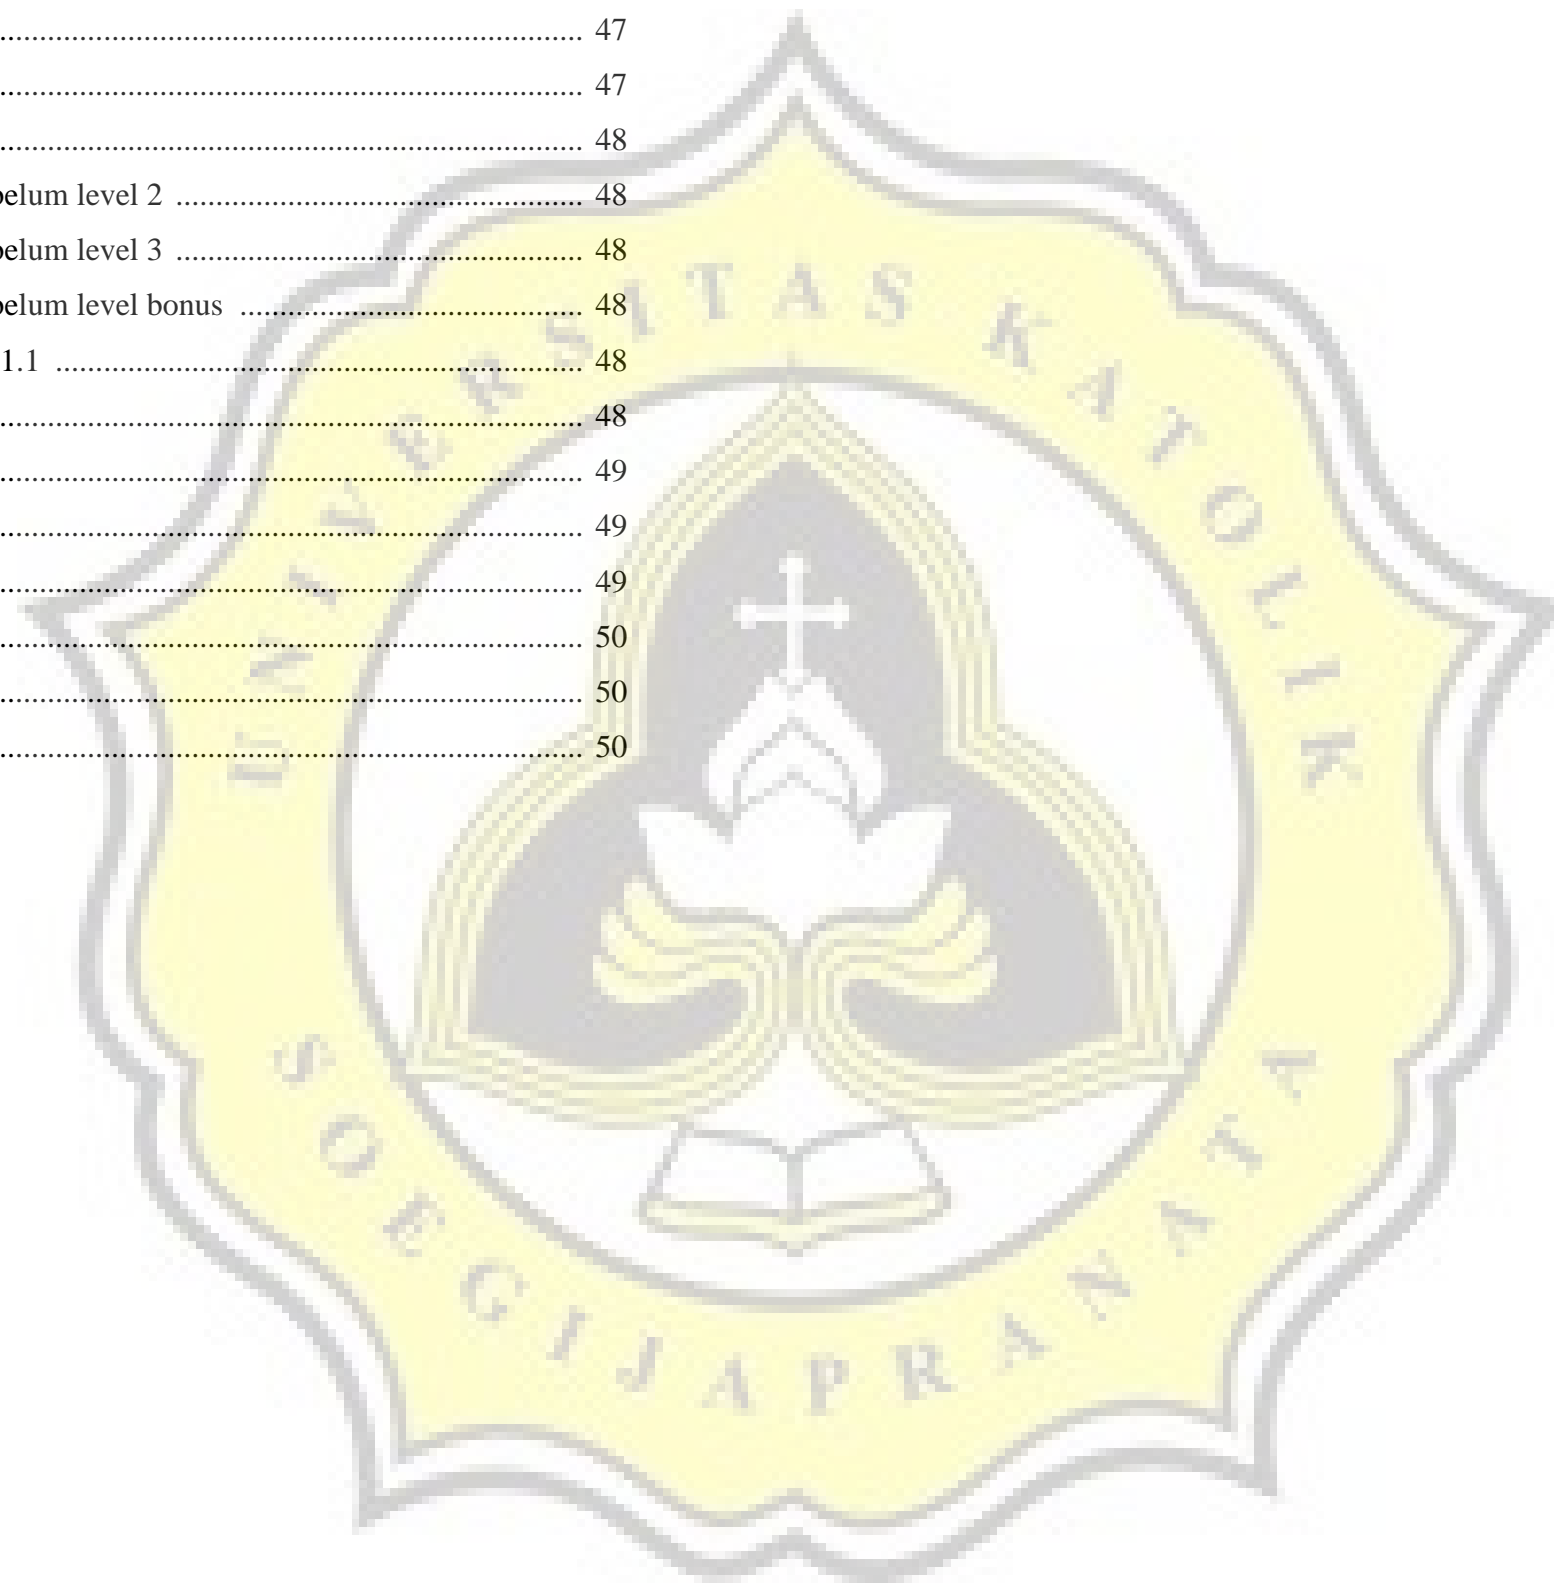 .................................................................... 47
.................................................................... 47
.................................................................... 48
belum level 2 ................................................... 48
belum level 3 ................................................... 48
belum level bonus ........................................... 48
1.1 .................................................................. 48
.................................................................... 48
.................................................................... 49
.................................................................... 49
.................................................................... 49
.................................................................... 50
.................................................................... 50
.................................................................... 50
UNIVERSITAS KATOLIK
SOEGIJAPRANATA